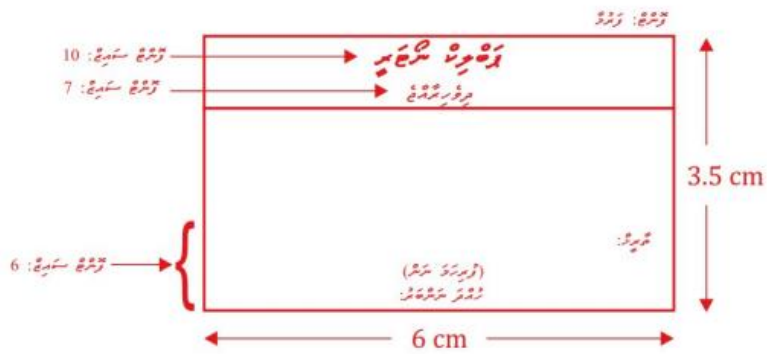 ފޮންޓް: ފަރުމާ
ޕަބްލިކް ނޯޓަރީ
ފޮންޓް ސައިޒް: 10
ދިވެހިރާއްޖެ
ފޮންޓް ސައިޒް: 7
3.5 cm
ތާރީޚު:
ފޮންޓް ސައިޒް: 6
(ފުރިހަމަ ނަން)
ހުއްދަ ނަންބަރު:
6 cm